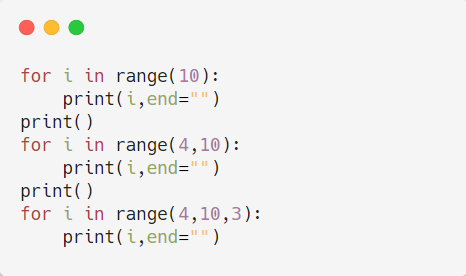 for i in range(10):
    print(i,end="")
print()
for i in range(4,10):
    print(i,end="")
print()
for i in range(4,10,3):
    print(i,end="")